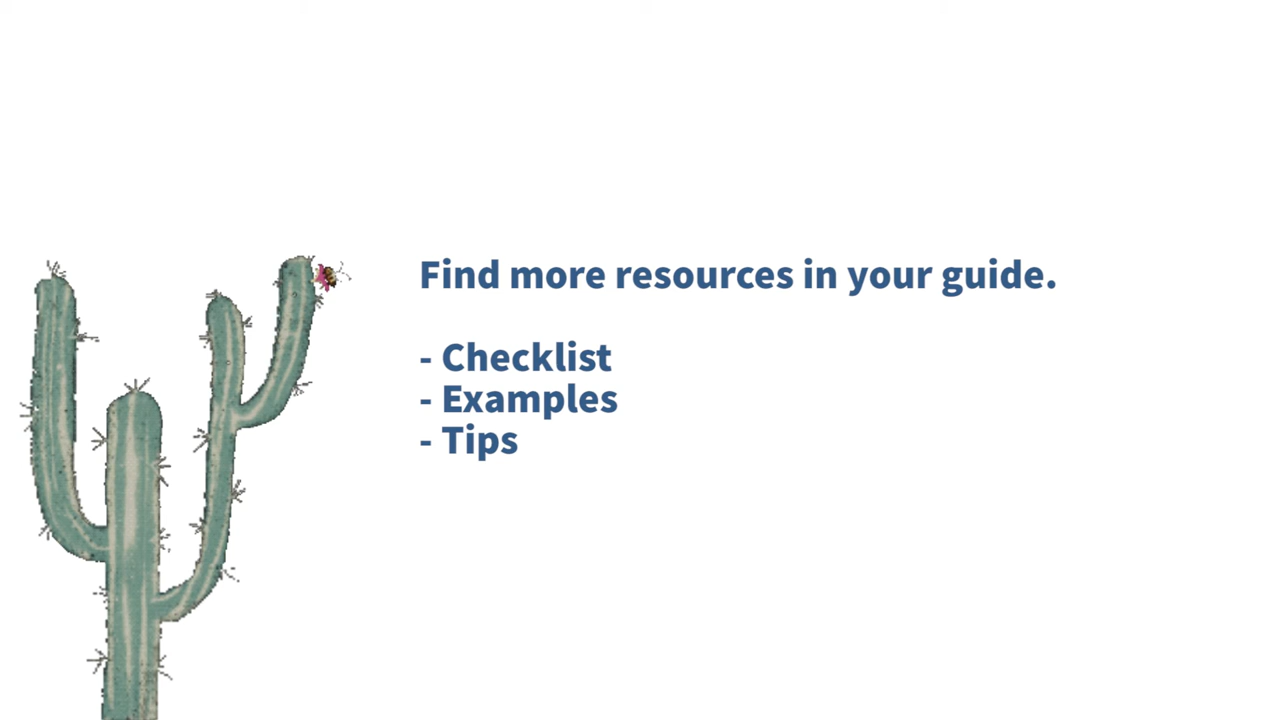 Find more resources in your guide.
- Checklist
- Examples
- Tips